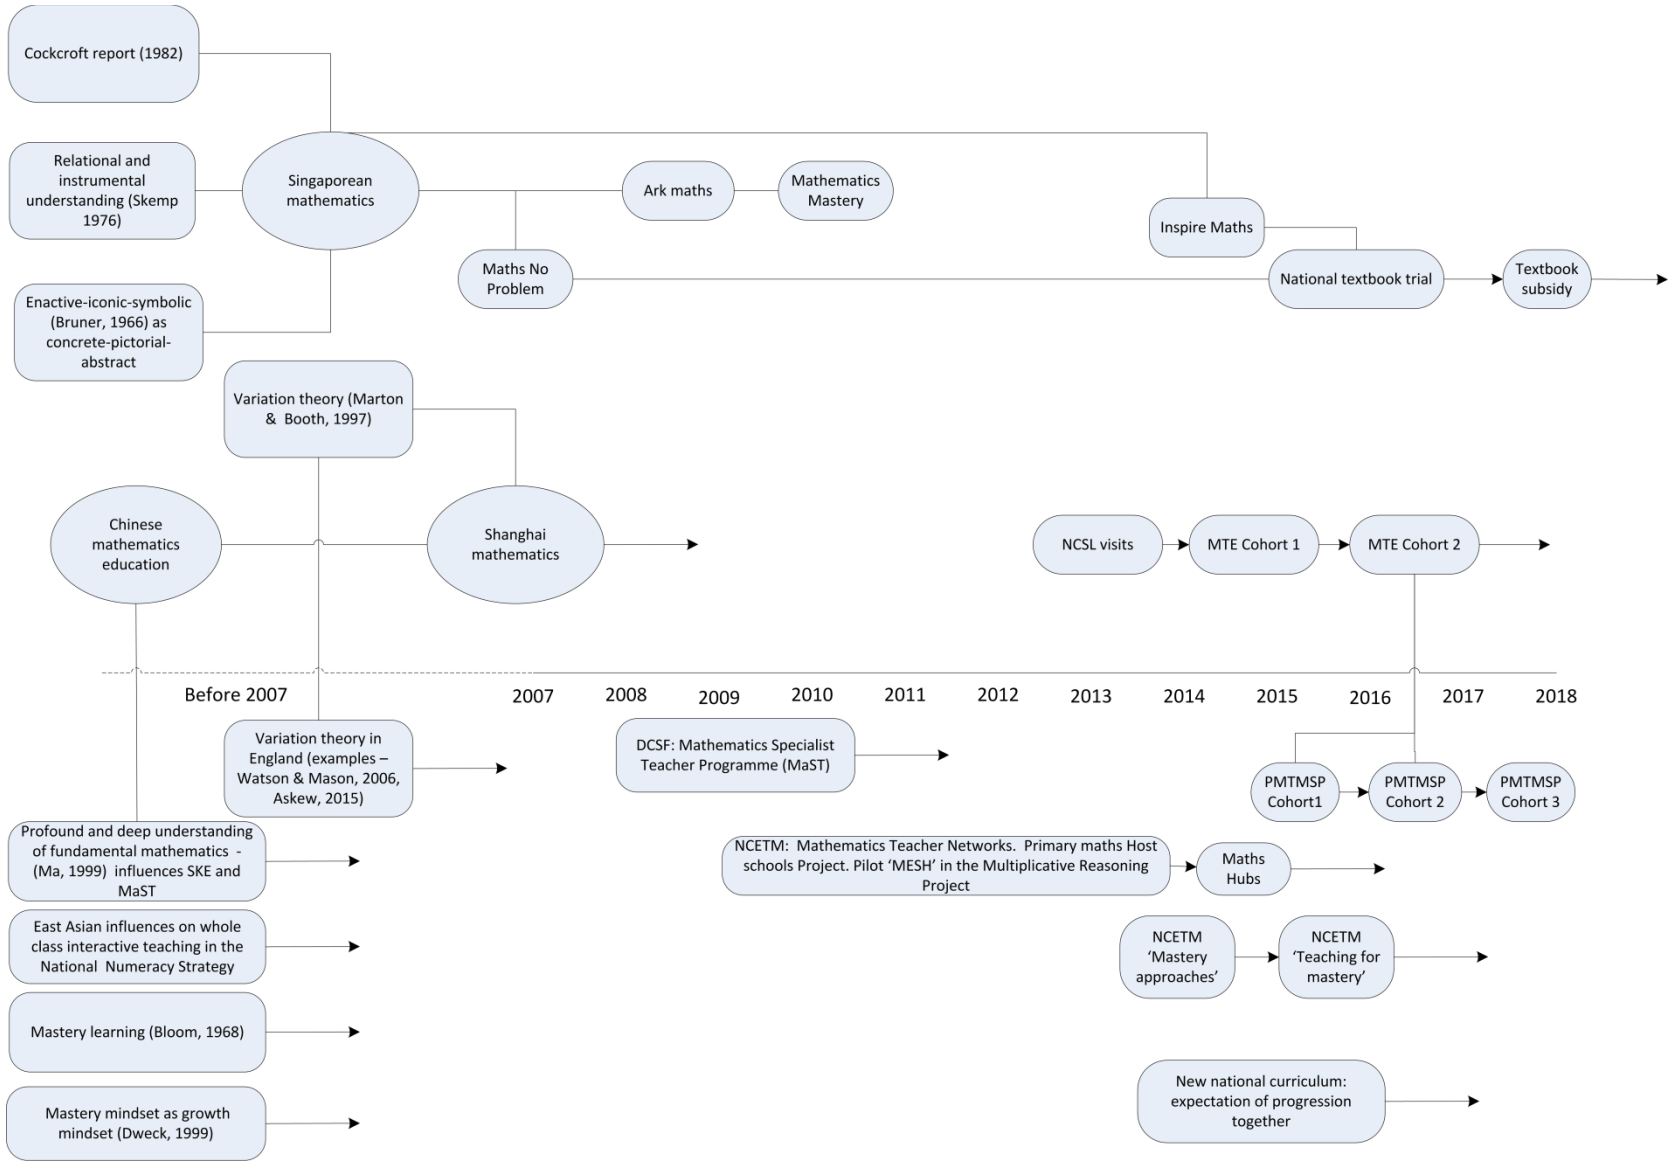 Cockcroft report (1982)
Relational and
instrumental
understanding (Skemp
1976)
Singaporean
mathematics
Ark maths
Mathematics
Mastery
Inspire Maths
Maths No
Problem
National textbook trial
Textbook
subsidy
Enactive-iconic-symbolic
(Bruner, 1966) as
concrete-pictorial-
abstract
Variation theory (Marton
& Booth, 1997)
Chinese
mathematics
education
Shanghai
mathematics
NCSL visits
MTE Cohort 1
MTE Cohort 2
Before 2007
2007
2008
2009
2010
2011
2012
2013
2014
2015
2016
2017
2018
Variation theory in
England (examples –
Watson & Mason, 2006,
Askew, 2015)
DCSF: Mathematics Specialist
Teacher Programme (MaST)
PMTMSP
Cohort1
PMTMSP
Cohort 2
PMTMSP
Cohort 3
Profound and deep understanding
of fundamental mathematics -
(Ma, 1999) influences SKE and
MaST
NCETM: Mathematics Teacher Networks. Primary maths Host
schools Project. Pilot ‘MESH’ in the Multiplicative Reasoning
Project
Maths
Hubs
East Asian influences on whole
class interactive teaching in the
National Numeracy Strategy
NCETM
‘Mastery
approaches’
NCETM
‘Teaching for
mastery’
Mastery learning (Bloom, 1968)
New national curriculum:
expectation of progression
together
Mastery mindset as growth
mindset (Dweck, 1999)